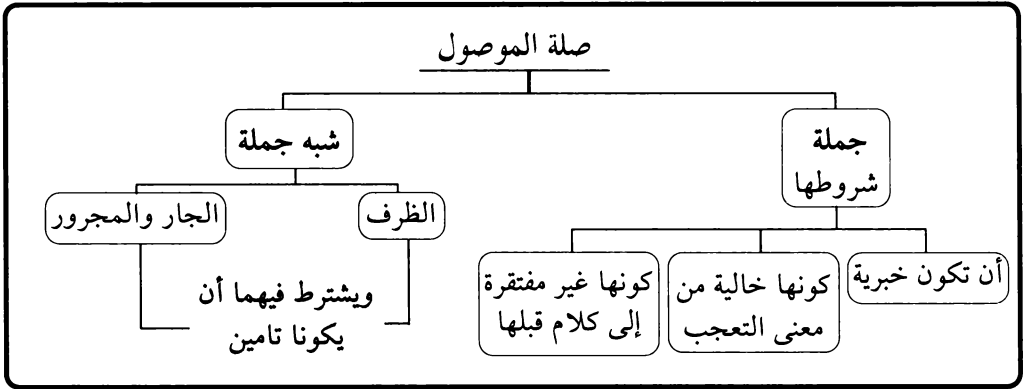 صلة الموصول
جملة
شروطها
شبه جملة
أن تكون خبرية
كونها خالية من
معنى التعجب
كونها غير مفتقرة
إلى كلام قبلها
الظرف
الجار والمجرور
ويشترط فيهما أن
يكونا تامين